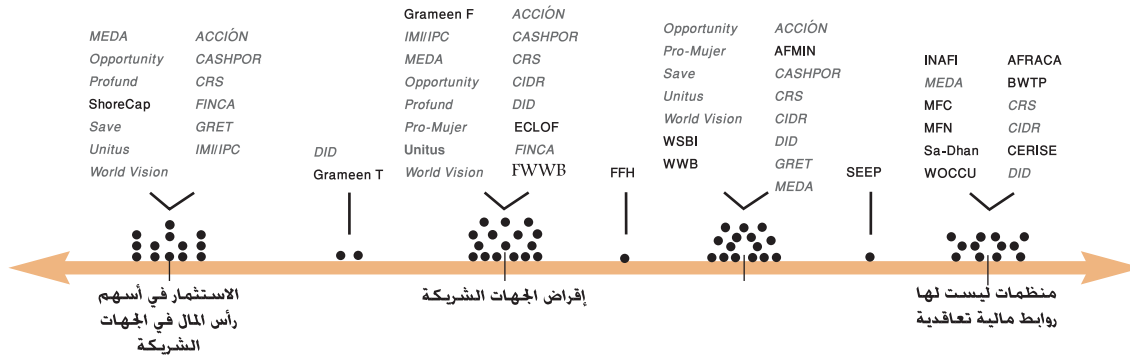 MEDA ACCIÓN
Opportunity CASHPOR
Profund CRS
ShoreCap FINCA
Save GRET
Unitus IMI/IPC
World Vision
DID
Grameen T
Grameen F ACCIÓN
IMI/IPC CASHPOR
MEDA CRS
Opportunity CIDR
Profund DID
Pro-Mujer ECLOF
Unitus FINCA
World Vision FWWB
FFH
Opportunity ACCIÓN
Pro-Mujer AFMIN
Save CASHPOR
Unitus CRS
World Vision CIDR
WSBI DID
WWB GRET
MEDA
SEEP
INAFI AFRACA
MEDA BWTP
MFC CRS
MFN CIDR
Sa-Dhan CERISE
WOCCU DID
الاستثمار في أسهم
رأس المال في الجهات
الشريكة
إقراض الجهات الشريكة
منظمات ليست لها
روابط مالية تعاقدية